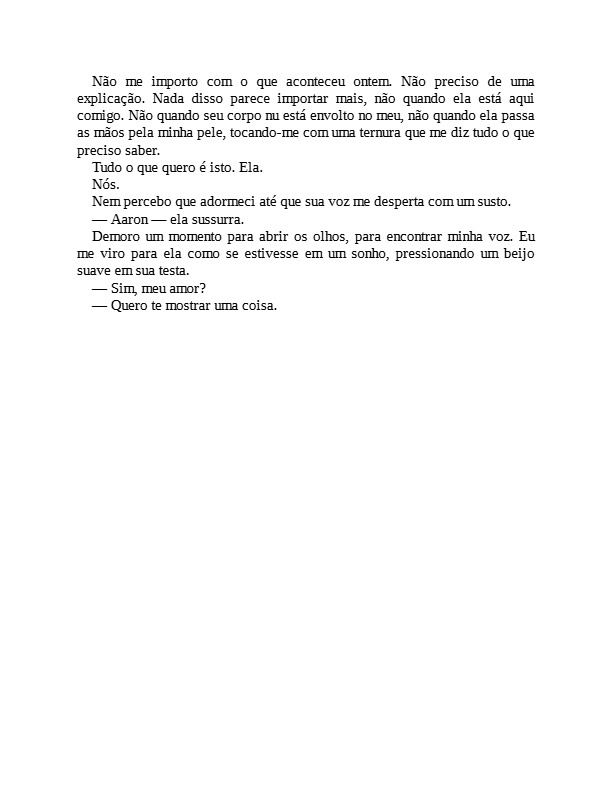 Não me importo com o que aconteceu ontem. Não preciso de uma
explicação. Nada disso parece importar mais, não quando ela está aqui
comigo. Não quando seu corpo nu está envolto no meu, não quando ela passa
as mãos pela minha pele, tocando-me com uma ternura que me diz tudo o que
preciso saber.
Tudo o que quero é isto. Ela.
Nós.
Nem percebo que adormeci até que sua voz me desperta com um susto.
— Aaron — ela sussurra.
Demoro um momento para abrir os olhos, para encontrar minha voz. Eu
me viro para ela como se estivesse em um sonho, pressionando um beijo
suave em sua testa.
— Sim, meu amor?
— Quero te mostrar uma coisa.